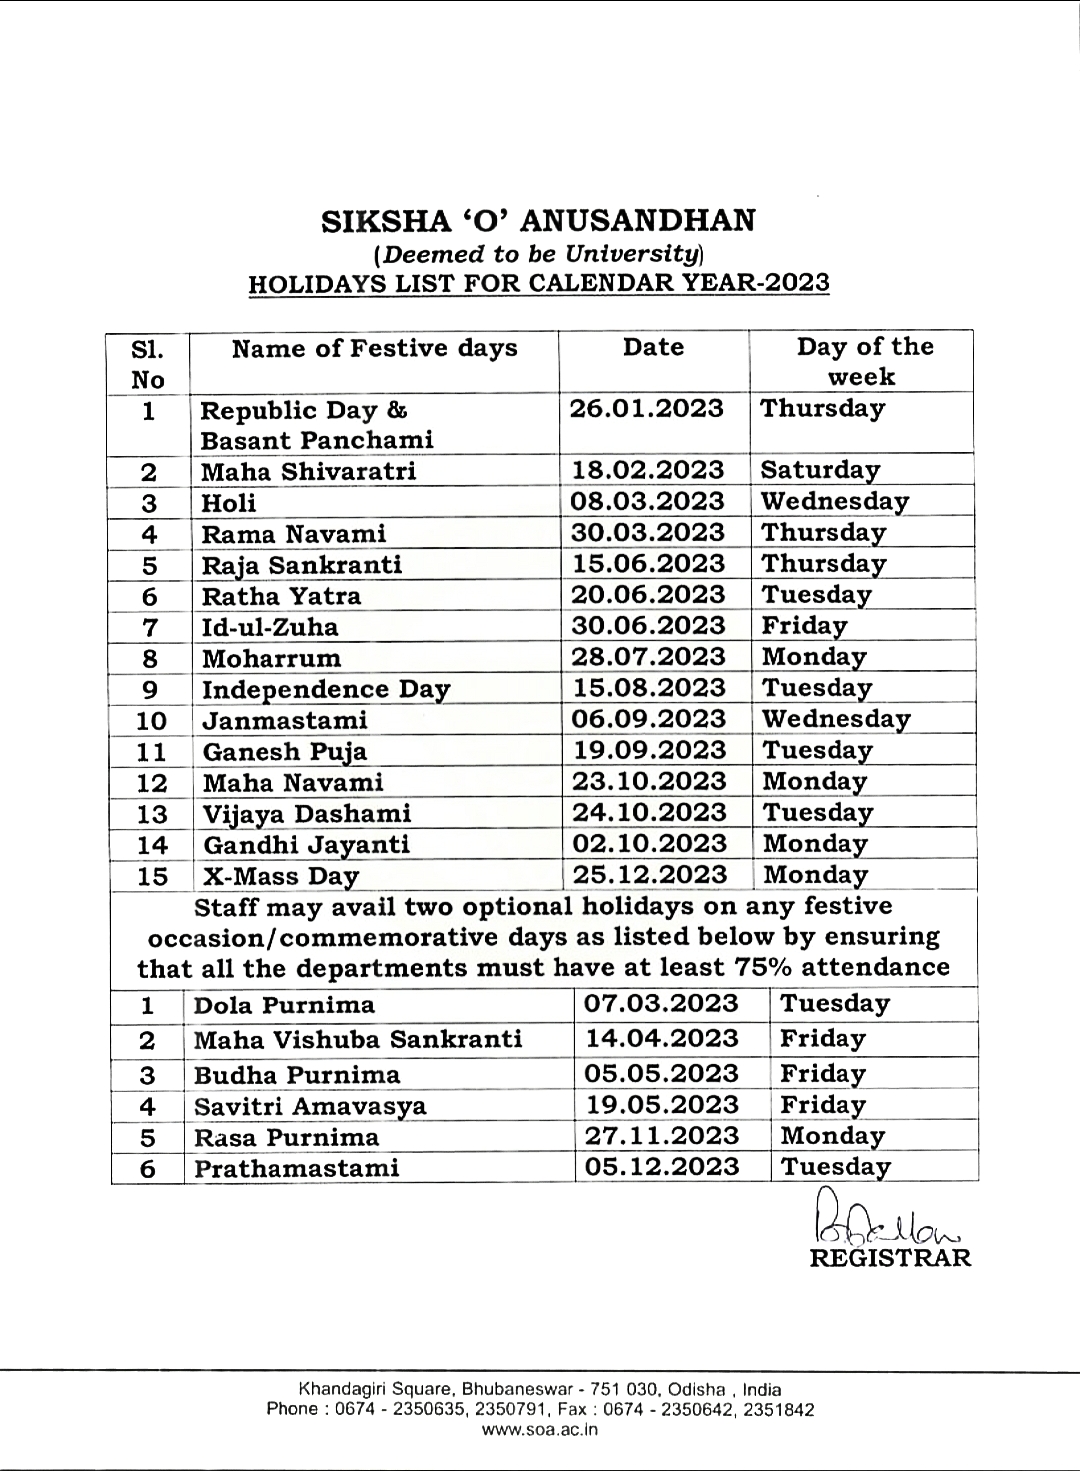 SIKSHA ‘O’ ANUSANDHAN
(Deemed to be University)
HOLIDAYS LIST FOR CALENDAR YEAR-2023
Sl. No Name of Festive days Date Day of the week
1 Republic Day & Basant Panchami 26.01.2023 Thursday
2 Maha Shivaratri 18.02.2023 Saturday
3 Holi 08.03.2023 Wednesday
4 Rama Navami 30.03.2023 Thursday
5 Raja Sankranti 15.06.2023 Thursday
6 Ratha Yatra 20.06.2023 Tuesday
7 Id-ul-Zuha 30.06.2023 Friday
8 Moharrum 28.07.2023 Monday
9 Independence Day 15.08.2023 Tuesday
10 Janmastami 06.09.2023 Wednesday
11 Ganesh Puja 19.09.2023 Tuesday
12 Maha Navami 23.10.2023 Monday
13 Vijaya Dashami 24.10.2023 Tuesday
14 Gandhi Jayanti 02.10.2023 Monday
15 X-Mass Day 25.12.2023 Monday
Staff may avail two optional holidays on any festive
occasion/commemorative days as listed below by ensuring
that all the departments must have at least 75% attendance
1 Dola Purnima 07.03.2023 Tuesday
2 Maha Vishuba Sankranti 14.04.2023 Friday
3 Budha Purnima 05.05.2023 Friday
4 Savitri Amavasya 19.05.2023 Friday
5 Rasa Purnima 27.11.2023 Monday
6 Prathamastami 05.12.2023 Tuesday
REGISTRAR
Khandagiri Square, Bhubaneswar - 751 030, Odisha , India
Phone : 0674 - 2350635, 2350791, Fax : 0674 - 2350642, 2351842
www.soa.ac.in